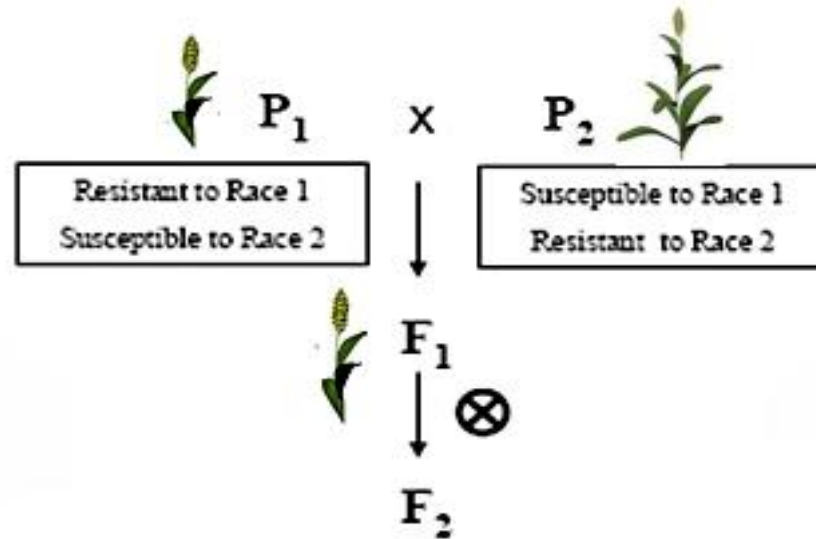 P₁ x P₂
Resistant to Race 1
Susceptible to Race 2
Susceptible to Race 1
Resistant to Race 2
F₁
F₂